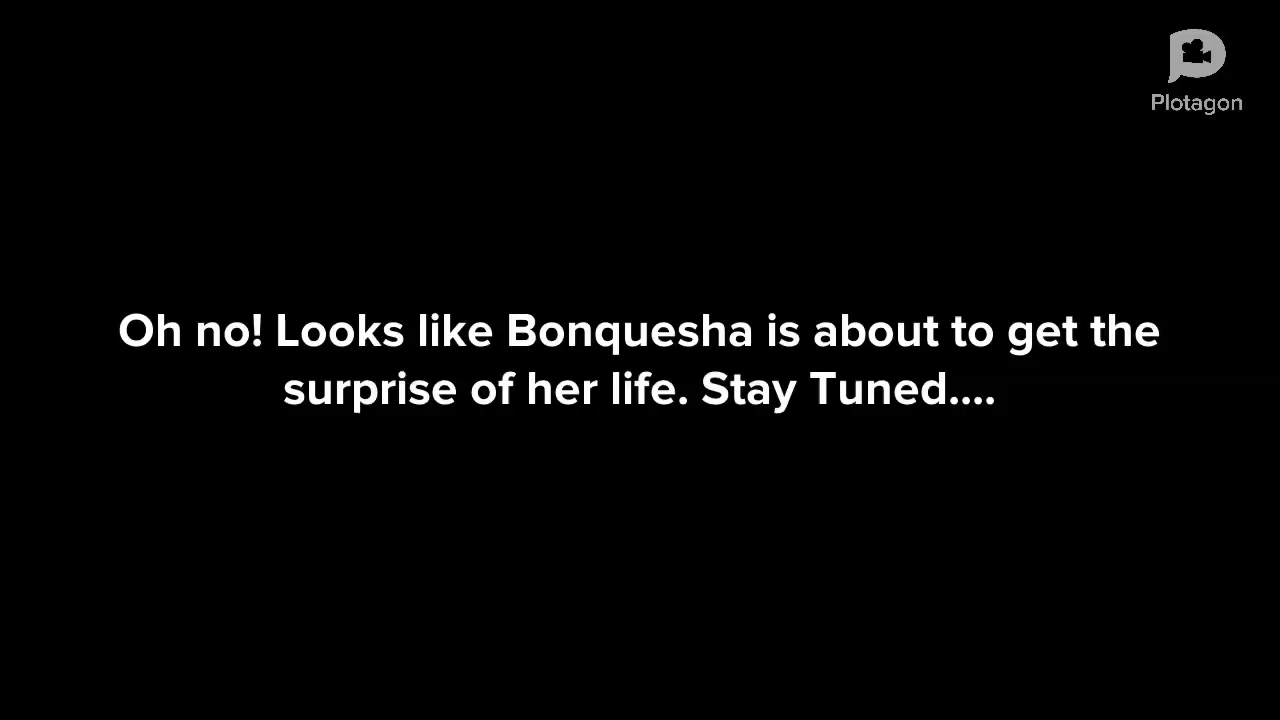 Plotagon
Oh no! Looks like Bonquesha is about to get the
surprise of her life. Stay Tuned....